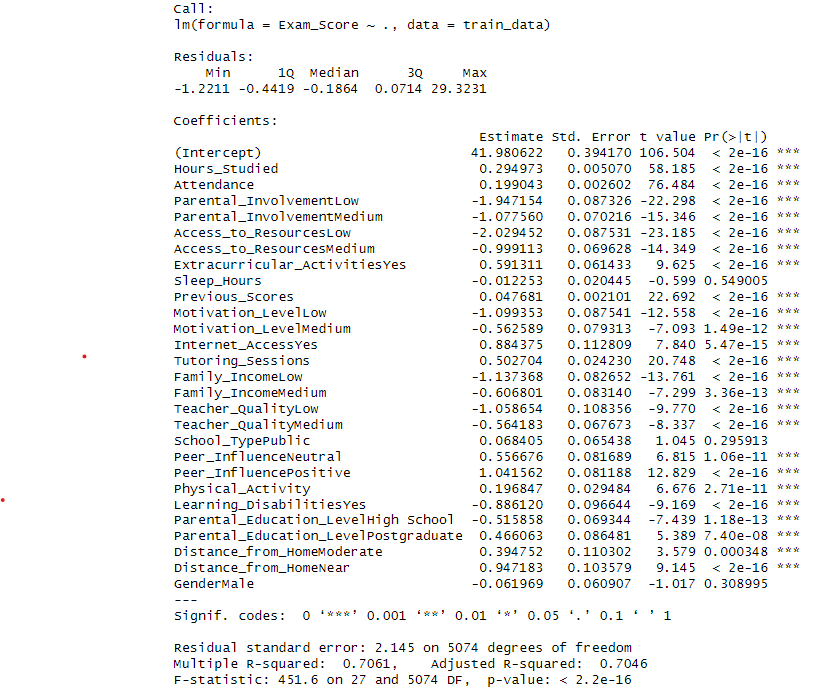 Call:
lm(formula = Exam_Score ~ ., data = train_data)
Residuals:
Min 1Q Median 3Q Max
-1.2211 -0.4419 -0.1864 0.0714 29.3231
Coefficients:
Estimate Std. Error t value Pr(>|t|)
(Intercept) 41.980622 0.394170 106.504 < 2e-16 ***
Hours_Studied 0.294973 0.005070 58.185 < 2e-16 ***
Attendance 0.199043 0.002602 76.484 < 2e-16 ***
Parental_InvolvementLow -1.947154 0.087326 -22.298 < 2e-16 ***
Parental_InvolvementMedium -1.077560 0.070216 -15.346 < 2e-16 ***
Access_to_ResourcesLow -2.029452 0.087531 -23.185 < 2e-16 ***
Access_to_ResourcesMedium -0.999113 0.069628 -14.349 < 2e-16 ***
Extracurricular_ActivitiesYes 0.591311 0.061433 9.625 < 2e-16 ***
Sleep_Hours -0.012253 0.020445 -0.599 0.549005
Previous_Scores 0.047681 0.002101 22.692 < 2e-16 ***
Motivation_LevelLow -1.099353 0.087541 -12.558 < 2e-16 ***
Motivation_LevelMedium -0.562589 0.079313 -7.093 1.49e-12 ***
Internet_AccessYes 0.884375 0.112809 7.840 5.47e-15 ***
Tutoring_Sessions 0.502704 0.024230 20.748 < 2e-16 ***
Family_IncomeLow -1.137368 0.082652 -13.761 < 2e-16 ***
Family_IncomeMedium -0.606801 0.083140 -7.299 3.36e-13 ***
Teacher_QualityLow -1.058654 0.108356 -9.770 < 2e-16 ***
Teacher_QualityMedium -0.564183 0.067673 -8.337 < 2e-16 ***
School_TypePublic 0.068405 0.065438 1.045 0.295913
Peer_InfluenceNeutral 0.556676 0.081689 6.815 1.06e-11 ***
Peer_InfluencePositive 1.041562 0.081188 12.829 < 2e-16 ***
Physical_Activity 0.196847 0.029484 6.676 2.71e-11 ***
Learning_DisabilitiesYes -0.886120 0.096644 -9.169 < 2e-16 ***
Parental_Education_LevelHigh School -0.515858 0.069344 -7.439 1.18e-13 ***
Parental_Education_LevelPostgraduate 0.466063 0.086481 5.389 7.40e-08 ***
Distance_from_HomeModerate 0.394752 0.110302 3.579 0.000348 ***
Distance_from_HomeNear 0.947183 0.103579 9.145 < 2e-16 ***
GenderMale -0.061969 0.060907 -1.017 0.308995
---
Signif. codes: 0 ‘***’ 0.001 ‘**’ 0.01 ‘*’ 0.05 ‘.’ 0.1 ‘ ’ 1
Residual standard error: 2.145 on 5074 degrees of freedom
Multiple R-squared: 0.7061, Adjusted R-squared: 0.7046
F-statistic: 451.6 on 27 and 5074 DF, p-value: < 2.2e-16